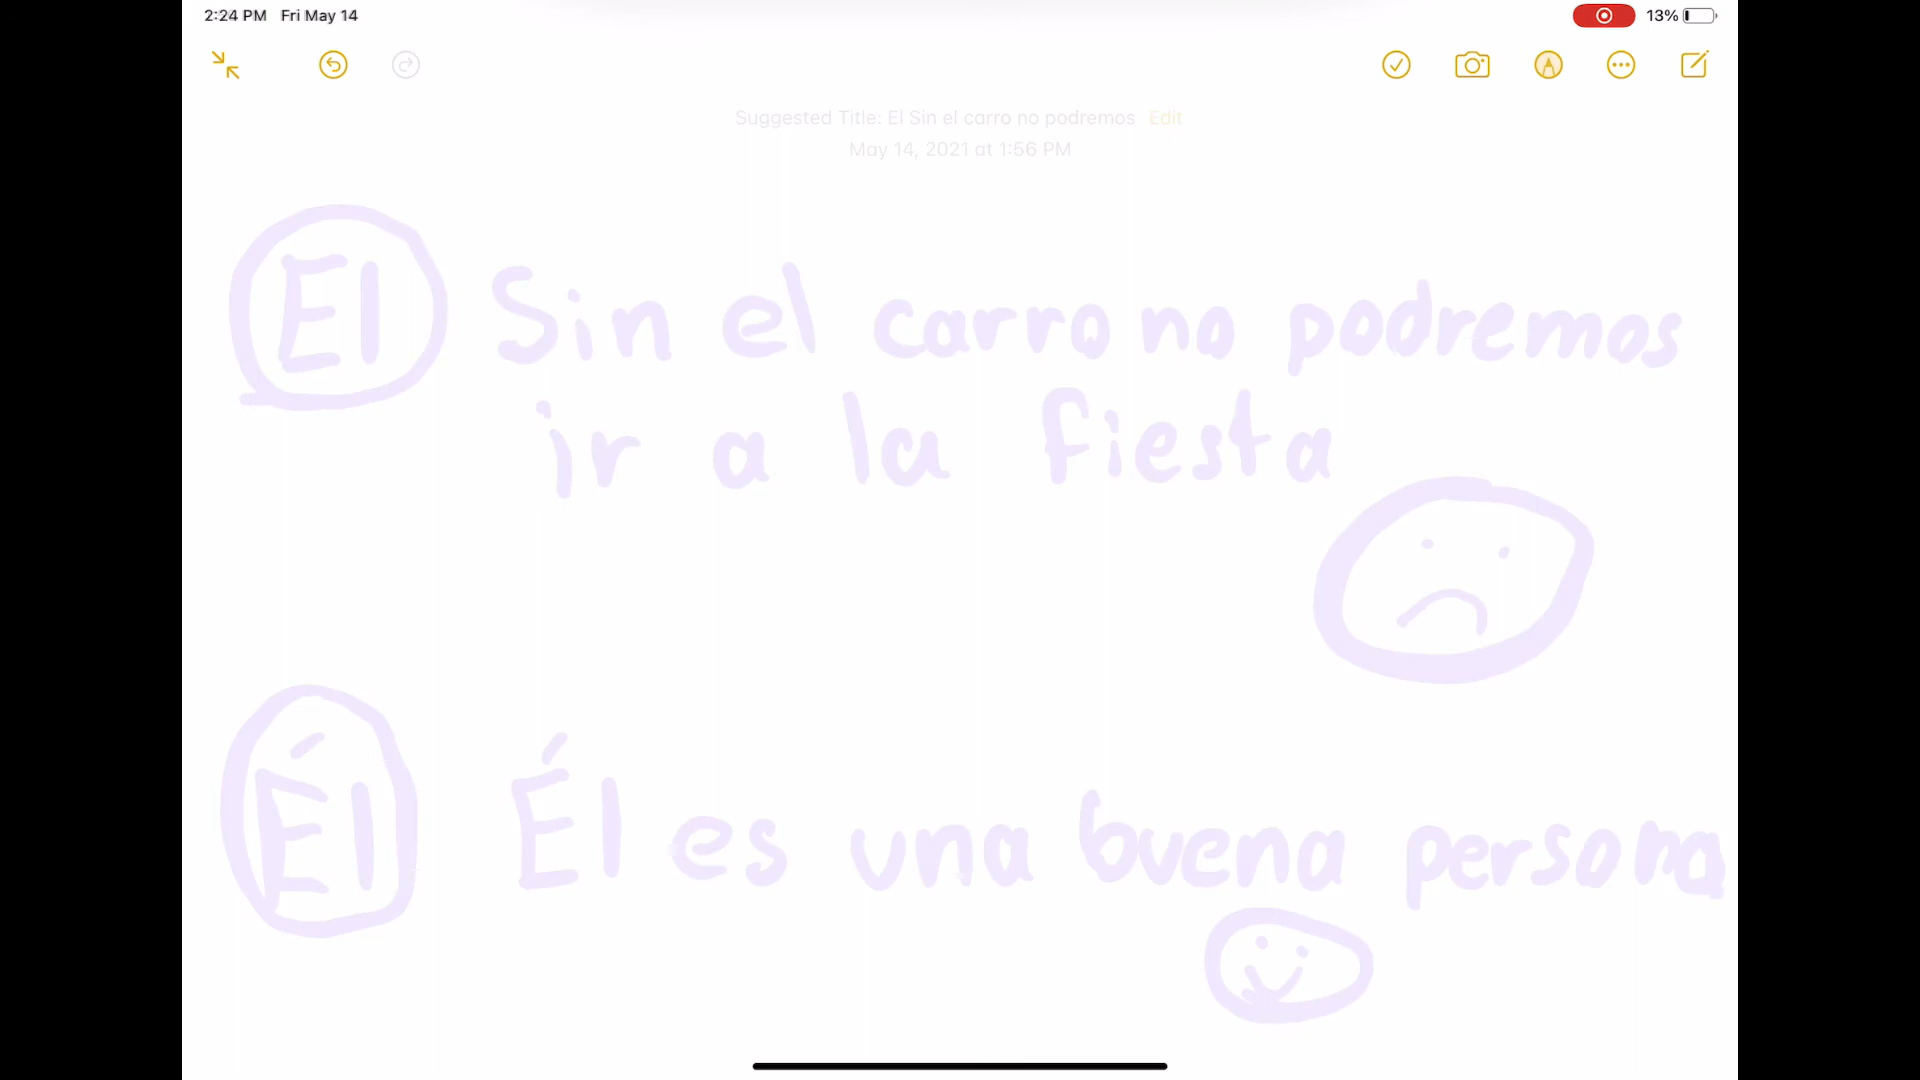 2:24 PM Fri May 14
13%
Suggested Title: El Sin el carro no podremos Edit
May 14, 2021 at 1:56 PM
El Sin el carro no podremos
ir a la fiesta
Él Él es una buena persona